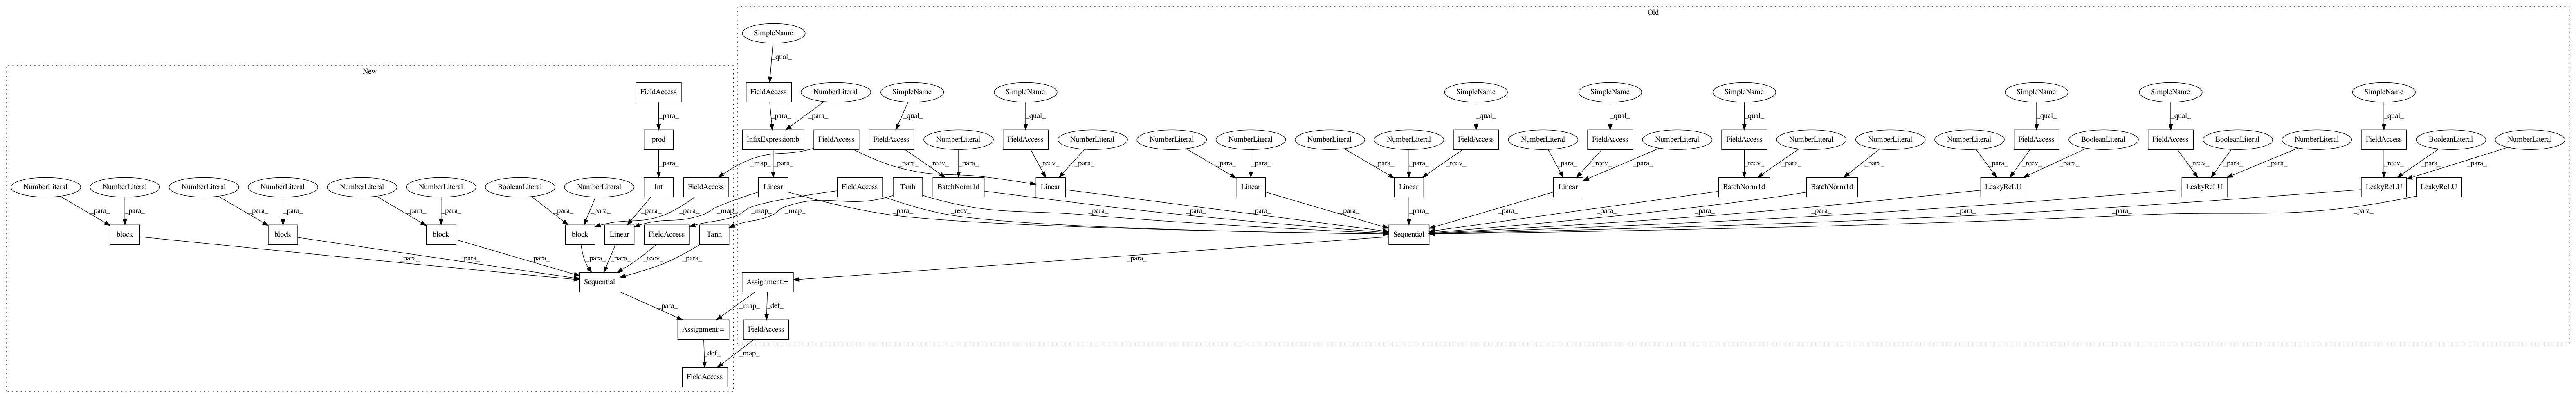 Old
SimpleName
_qual_
New
FieldAccess FieldAccess NumberLiteral SimpleName SimpleName SimpleName SimpleName SimpleName SimpleName SimpleName SimpleName
_para_ _para_ _para_ _qual_ _qual_ _qual_ _qual_ _qual_ _qual_ _qual_ _qual_
prod InfixExpression:b FieldAccess FieldAccess NumberLiteral FieldAccess NumberLiteral NumberLiteral NumberLiteral NumberLiteral NumberLiteral FieldAccess NumberLiteral FieldAccess NumberLiteral FieldAccess NumberLiteral NumberLiteral NumberLiteral FieldAccess BooleanLiteral FieldAccess BooleanLiteral NumberLiteral FieldAccess BooleanLiteral NumberLiteral
_para_ _map_ _para_ _para_ _recv_ _para_ _recv_ _para_ _para_ _para_ _para_ _para_ _recv_ _para_ _recv_ _para_ _recv_ _para_ _para_ _para_ _recv_ _para_ _recv_ _para_ _para_ _recv_ _para_ _para_
NumberLiteral NumberLiteral NumberLiteral NumberLiteral NumberLiteral NumberLiteral BooleanLiteral NumberLiteral Int FieldAccess Linear FieldAccess Tanh BatchNorm1d Linear Linear Linear Linear BatchNorm1d BatchNorm1d LeakyReLU LeakyReLU LeakyReLU LeakyReLU
_para_ _para_ _para_ _para_ _para_ _para_ _para_ _para_ _para_ _para_ _map_ _map_ _map_ _para_ _recv_ _para_ _para_ _para_ _para_ _para_ _para_ _para_ _para_ _para_ _para_ _para_ _para_
block block block block Linear FieldAccess Tanh Sequential
_para_ _para_ _para_ _para_ _para_ _recv_ _para_ _para_
Sequential Assignment:=
_para_ _map_ _def_
Assignment:= FieldAccess
_def_ _map_
FieldAccess